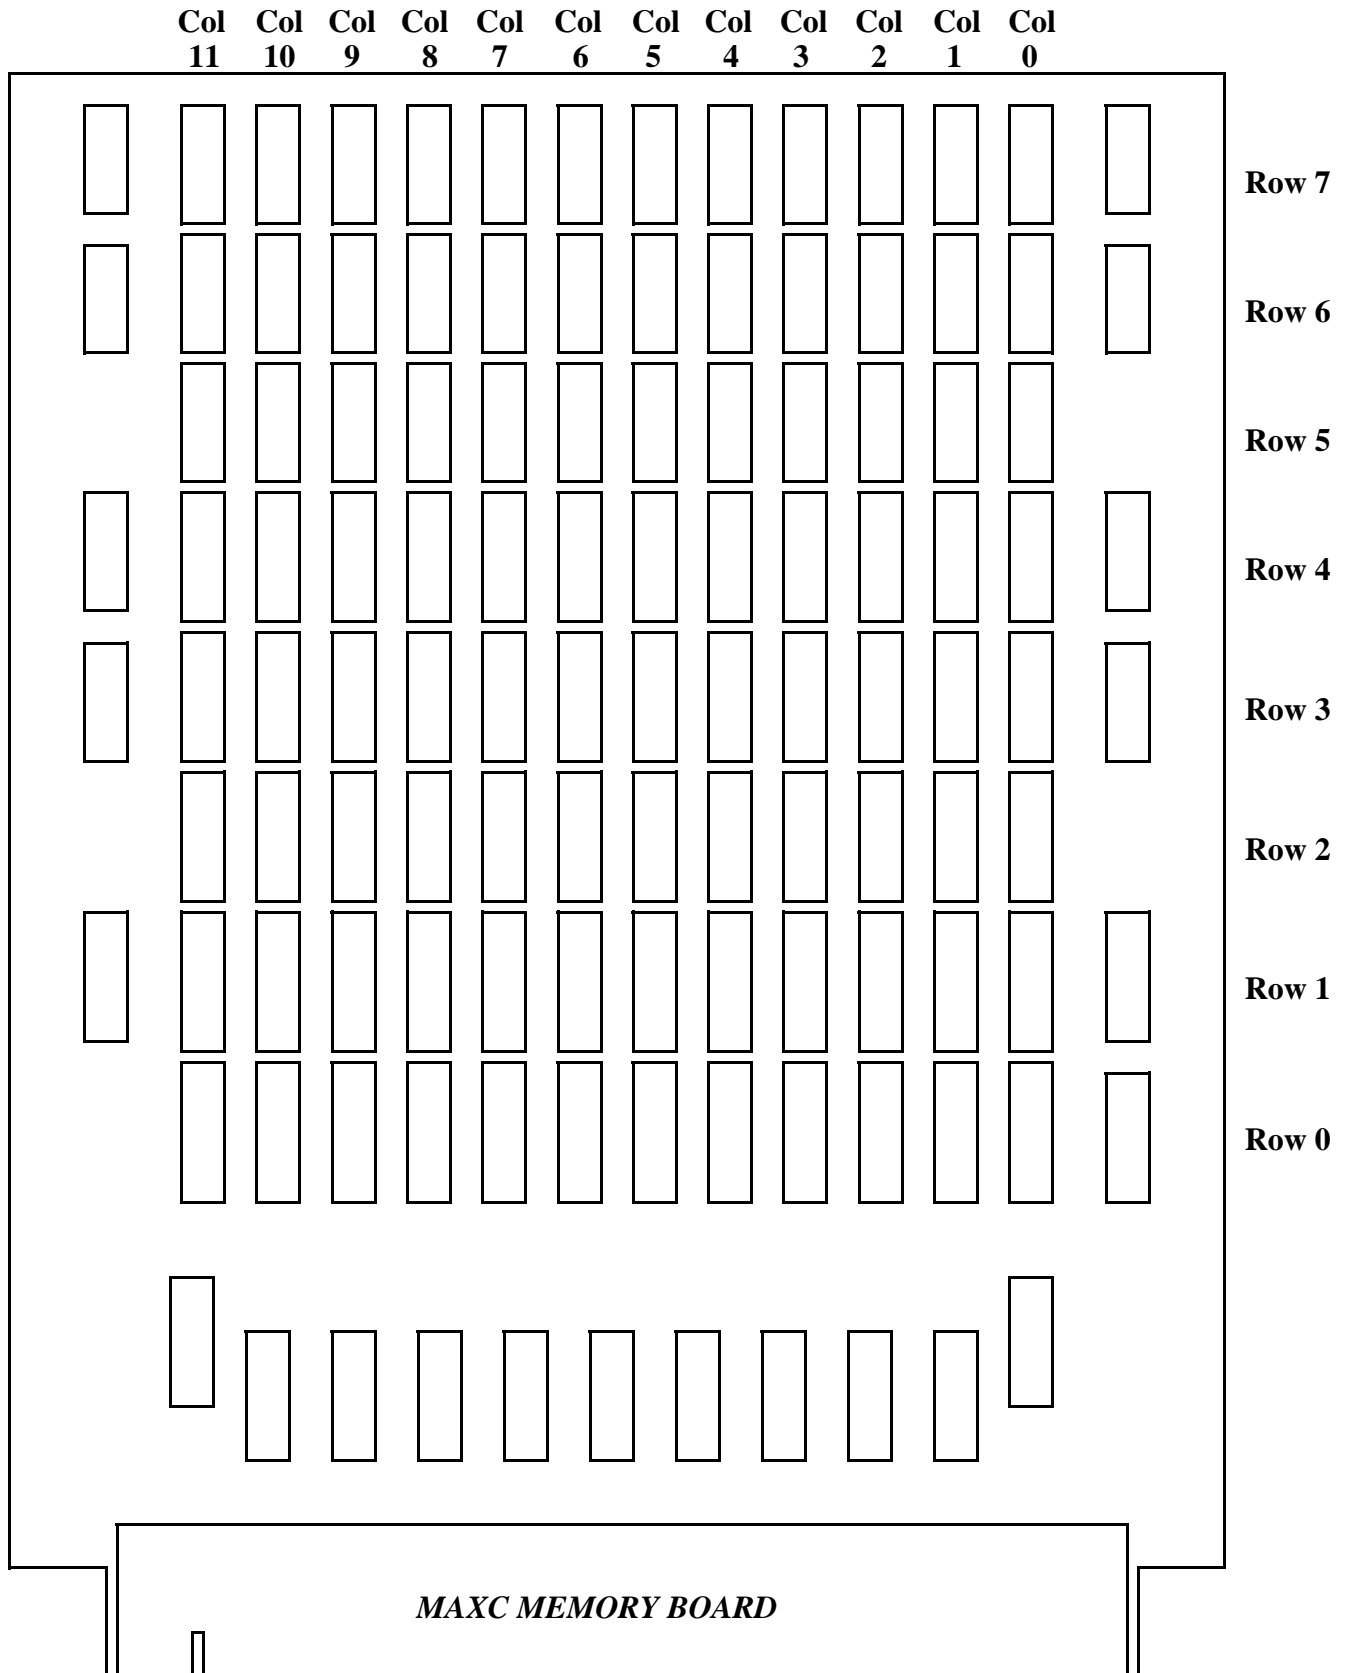 Col Col Col Col Col Col Col Col Col Col Col Col
11 10 9 8 7 6 5 4 3 2 1 0
Row 7
Row 6
Row 5
Row 4
Row 3
Row 2
Row 1
Row 0
MAXC MEMORY BOARD